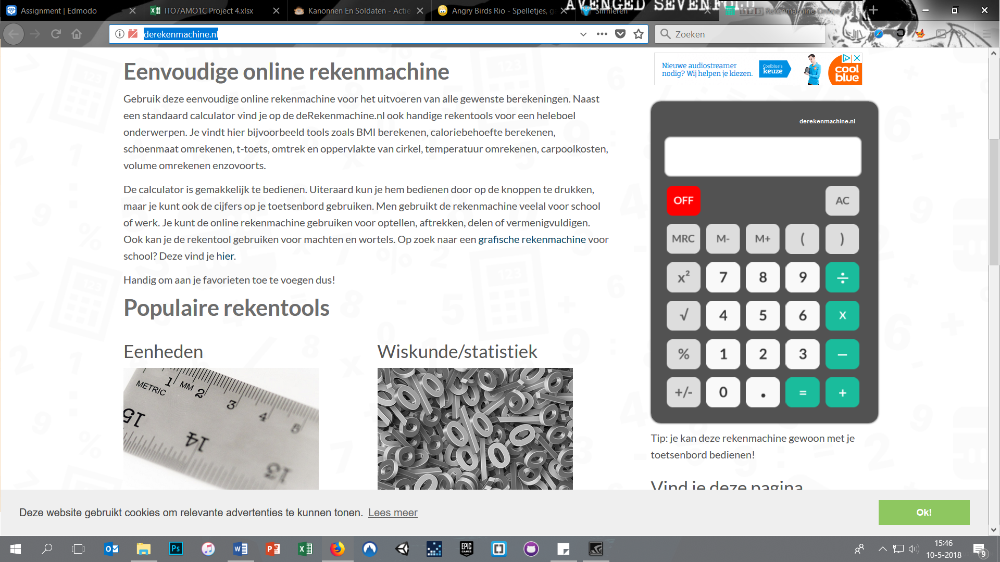 Assignment | Edmodo
ITO7AMO1C Project 4.xlsx
Kanonnen En Soldaten - Actie
Angry Birds Rio - Spelletjes, g
AVENGED SEVENFOLD
Slimleren
Rekenmachine Online
derekenmachine.nl
Zoeken
Eenvoudige online rekenmachine
Gebruik deze eenvoudige online rekenmachine voor het uitvoeren van alle gewenste berekeningen. Naast
een standaard calculator vind je op de deRekenmachine.nl ook handige rekentools voor een heleboel
onderwerpen. Je vindt hier bijvoorbeeld tools zoals BMI berekenen, caloriebehoefte berekenen,
schoenmaat omrekenen, t-toets, omtrek en oppervlakte van cirkel, temperatuur omrekenen, carpoolkosten,
volume omrekenen enzovoorts.
De calculator is gemakkelijk te bedienen. Uiteraard kun je hem bedienen door op de knoppen te drukken,
maar je kunt ook de cijfers op je toetsenbord gebruiken. Men gebruikt de rekenmachine veelal voor school
of werk. Je kunt de online rekenmachine gebruiken voor optellen, aftrekken, delen of vermenigvuldigen.
Ook kan je de rekentool gebruiken voor machten en wortels. Op zoek naar een grafische rekenmachine voor
school? Deze vind je hier.
Handig om aan je favorieten toe te voegen dus!
Populaire rekentools
Eenheden
METRIC 1 MM 2 3 4 5
15 14 13
Wiskunde/statistiek
Nieuwe audiostreamer
nodig? Wij helpen je kiezen.
Coolblue's
keuze
cool
blue
derekenmachine.nl
OFF AC
MRC M- M+ ( )
x² 7 8 9 ÷
√ 4 5 6 x
% 1 2 3 −
+/- 0 . = +
Tip: je kan deze rekenmachine gewoon met je
toetsenbord bedienen!
Vind je deze pagina
Deze website gebruikt cookies om relevante advertenties te kunnen tonen. Lees meer
Ok!
15:46
10-5-2018
9